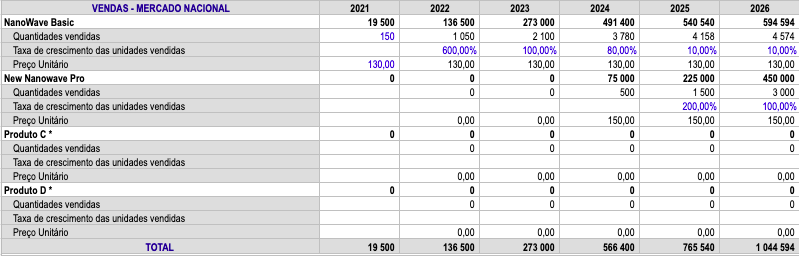 VENDAS - MERCADO NACIONAL 2021 2022 2023 2024 2025 2026
NanoWave Basic 19 500 136 500 273 000 491 400 540 540 594 594
Quantidades vendidas 150 1 050 2 100 3 780 4 158 4 574
Taxa de crescimento das unidades vendidas 600,00% 100,00% 80,00% 10,00% 10,00%
Preço Unitário 130,00 130,00 130,00 130,00 130,00 130,00
New Nanowave Pro 0 0 0 75 000 225 000 450 000
Quantidades vendidas 0 0 500 1 500 3 000
Taxa de crescimento das unidades vendidas 200,00% 100,00%
Preço Unitário 0,00 0,00 150,00 150,00 150,00
Produto C * 0 0 0 0 0 0
Quantidades vendidas 0 0 0 0 0
Taxa de crescimento das unidades vendidas
Preço Unitário 0,00 0,00 0,00 0,00 0,00
Produto D * 0 0 0 0 0 0
Quantidades vendidas 0 0 0 0 0
Taxa de crescimento das unidades vendidas
Preço Unitário 0,00 0,00 0,00 0,00 0,00
TOTAL 19 500 136 500 273 000 566 400 765 540 1 044 594